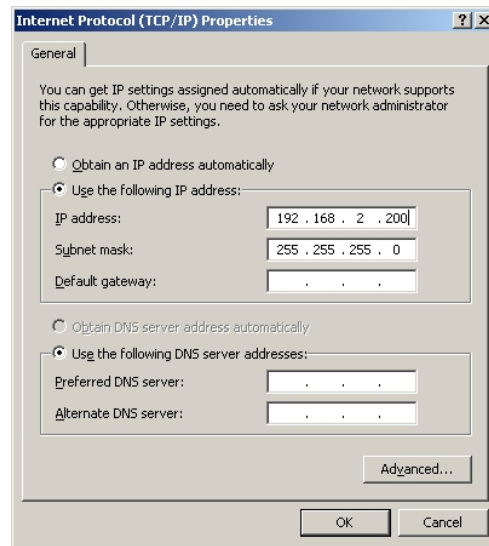 Internet Protocol (TCP/IP) Properties
? X
General
You can get IP settings assigned automatically if your network supports
this capability. Otherwise, you need to ask your network administrator
for the appropriate IP settings.
Obtain an IP address automatically
Use the following IP address:
IP address: 192 . 168 . 2 . 200
Subnet mask: 255 . 255 . 255 . 0
Default gateway: . . .
Obtain DNS server address automatically
Use the following DNS server addresses:
Preferred DNS server: . . .
Alternate DNS server: . . .
Advanced...
OK Cancel